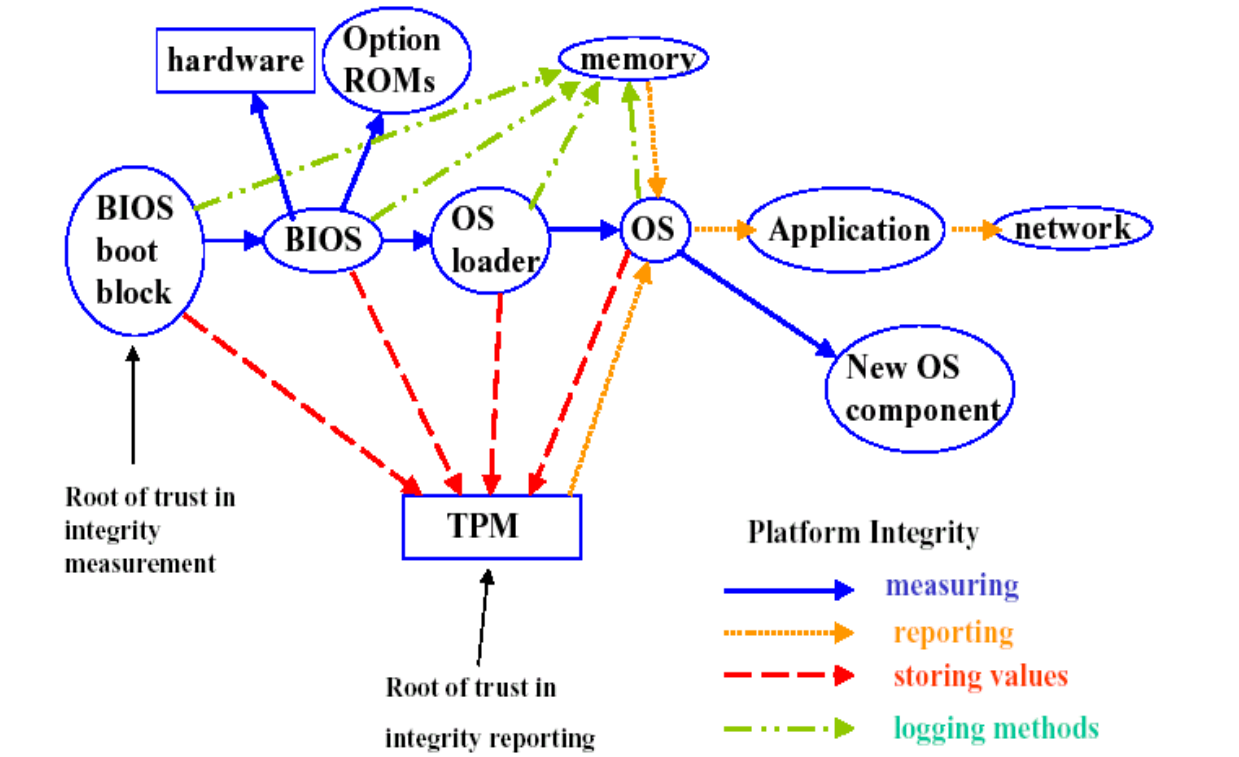 hardware
Option
ROMs
memory
BIOS
boot
block
BIOS
OS
loader
OS
Application
network
New OS
component
Root of trust in
integrity
measurement
TPM
Root of trust in
integrity reporting
Platform Integrity
measuring
reporting
storing values
logging methods